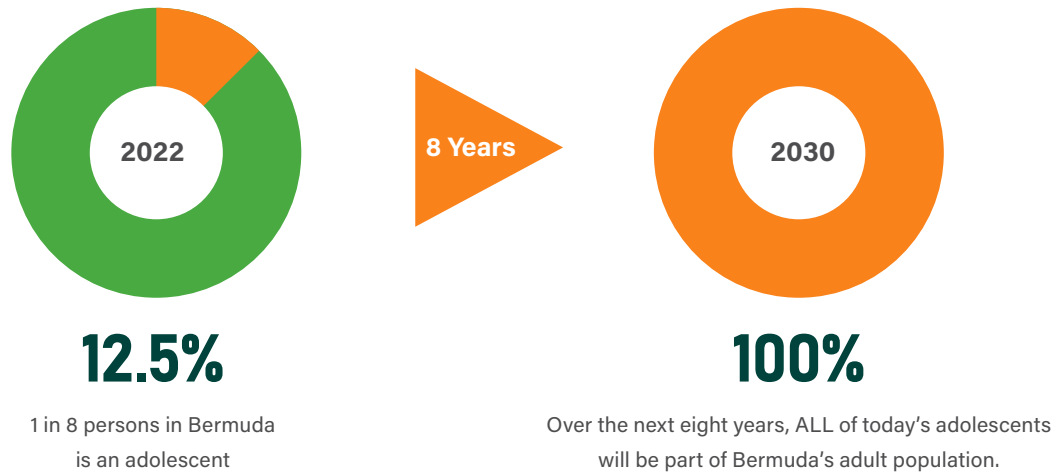 2022
8 Years
2030
12.5%
100%
1 in 8 persons in Bermuda
is an adolescent
Over the next eight years, ALL of today’s adolescents
will be part of Bermuda’s adult population.